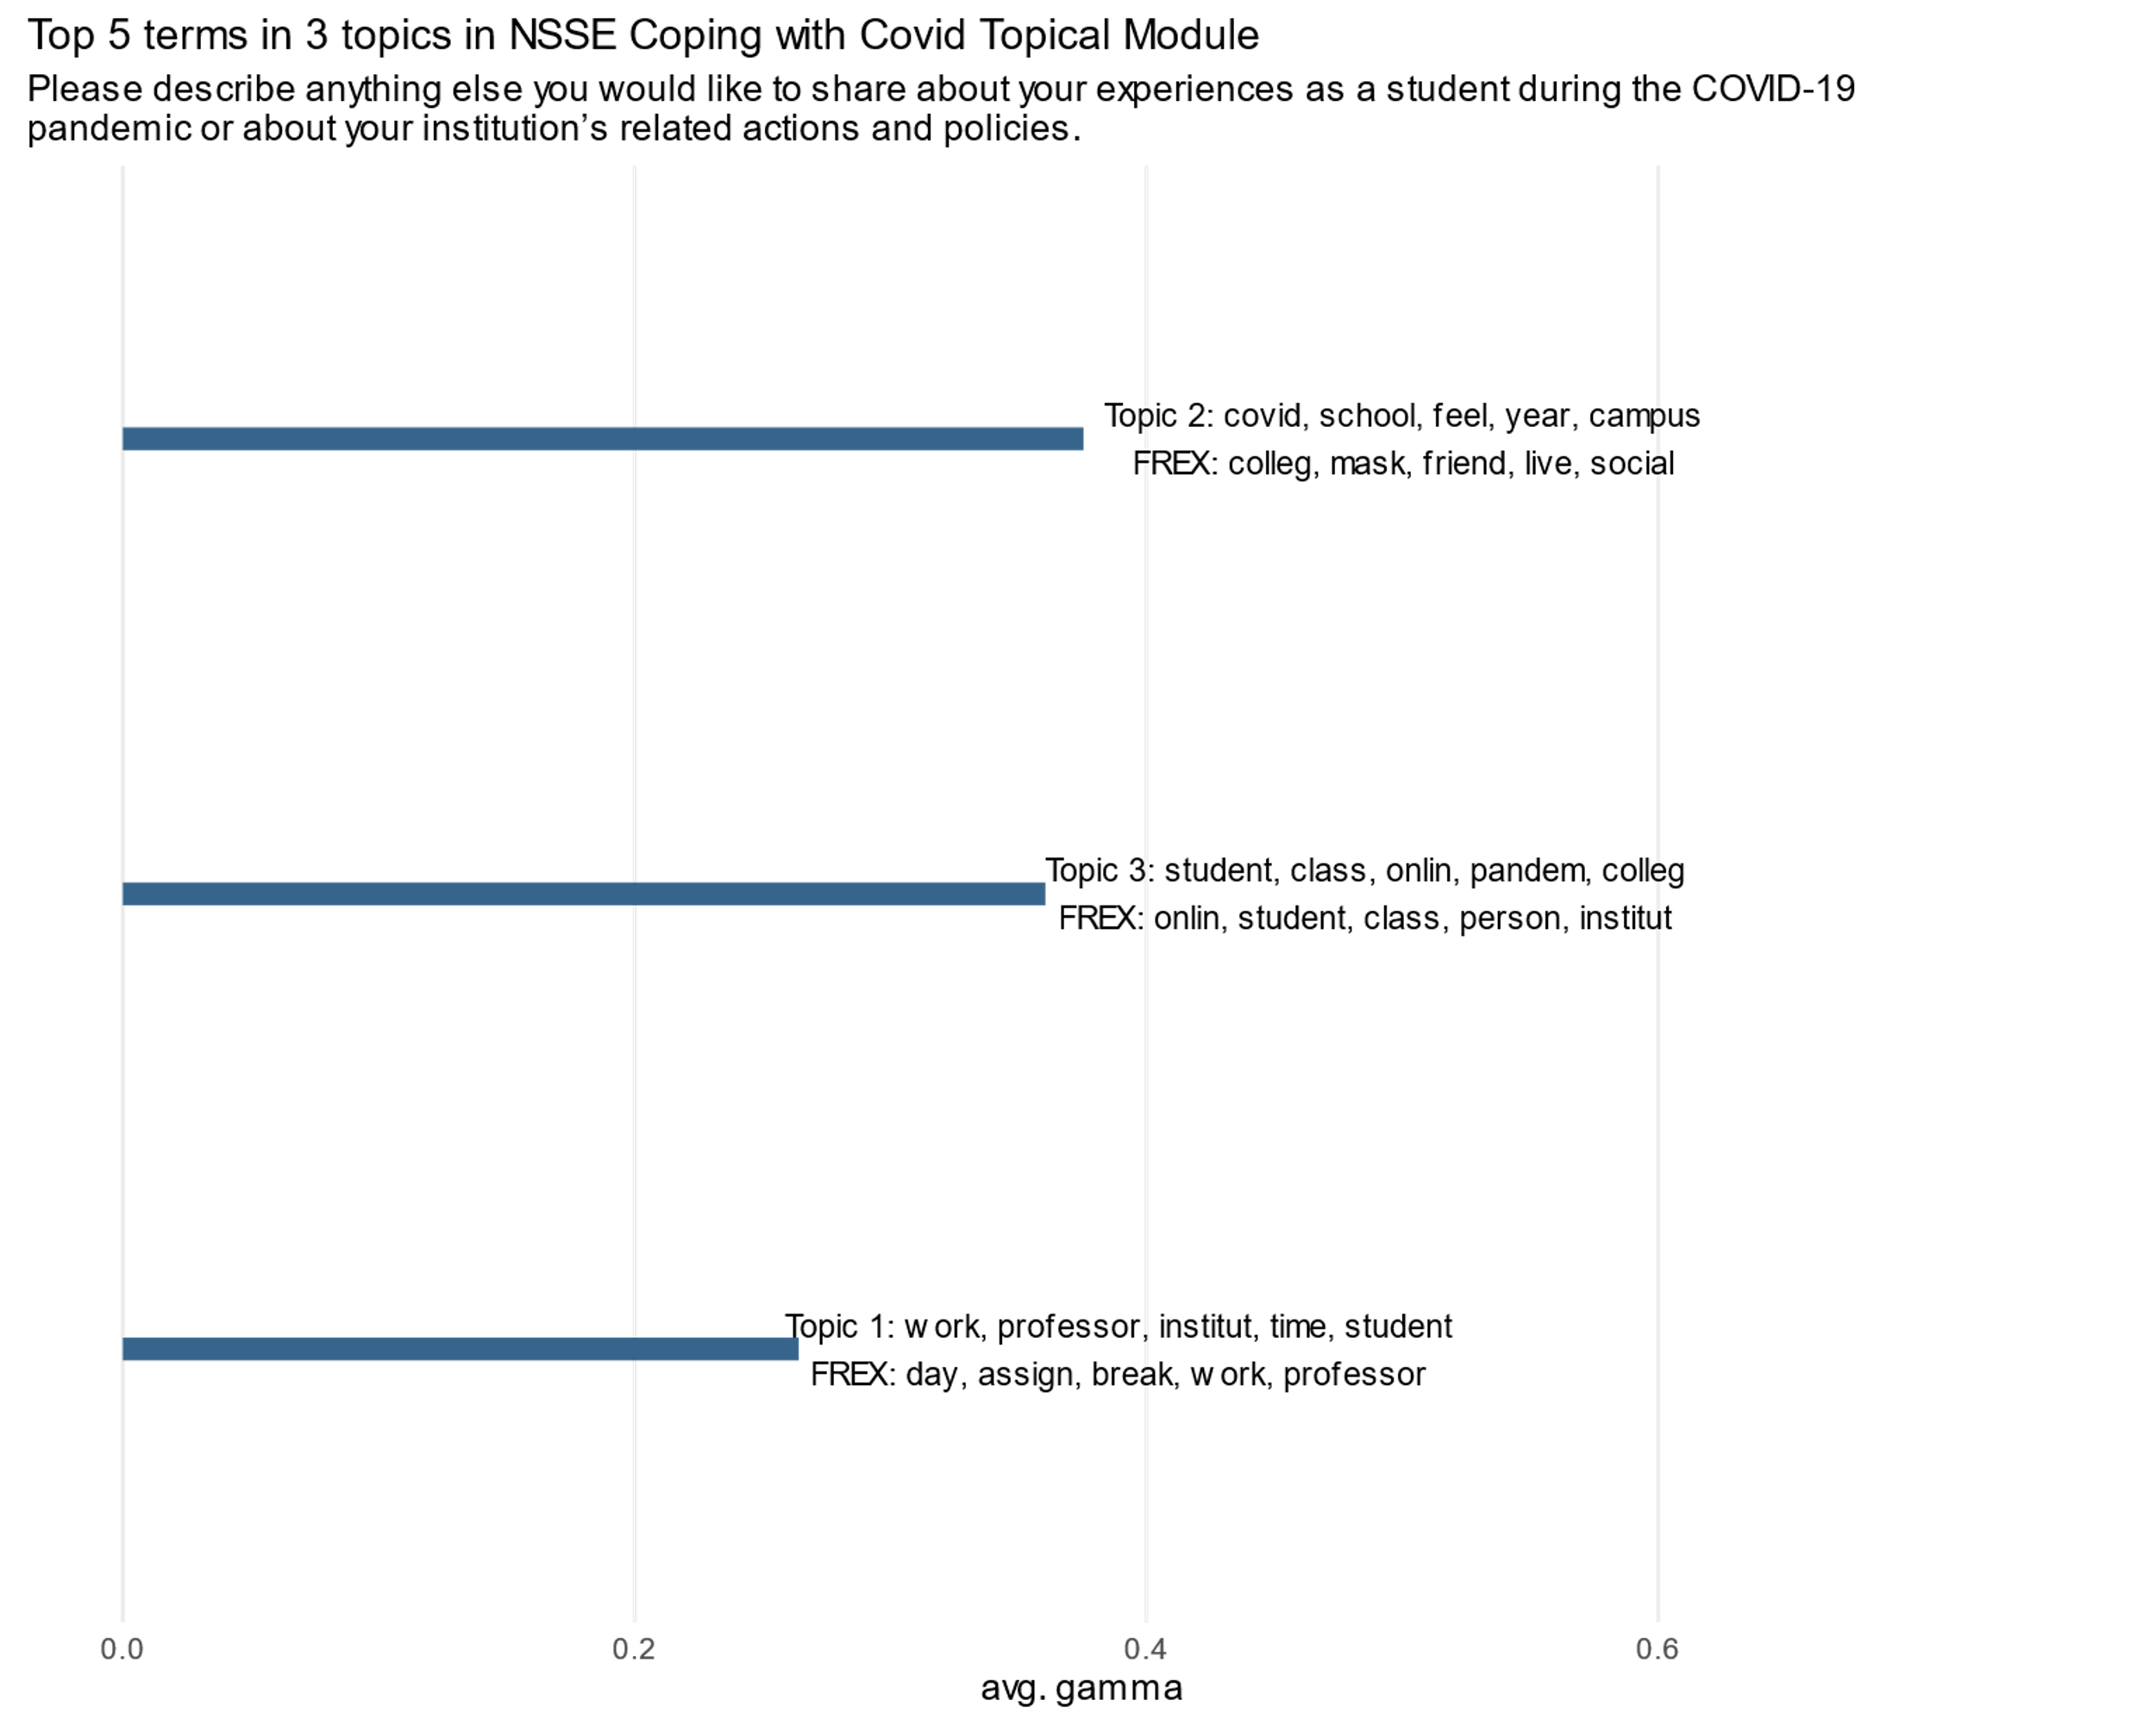 Top 5 terms in 3 topics in NSSE Coping with Covid Topical Module
Please describe anything else you would like to share about your experiences as a student during the COVID-19
pandemic or about your institution’s related actions and policies.
Topic 2: covid, school, feel, year, campus
FREX: colleg, mask, friend, live, social
Topic 3: student, class, onlin, pandem, colleg
FREX: onlin, student, class, person, institut
Topic 1: work, professor, institut, time, student
FREX: day, assign, break, work, professor
0.0 0.2 0.4 0.6
avg. gamma